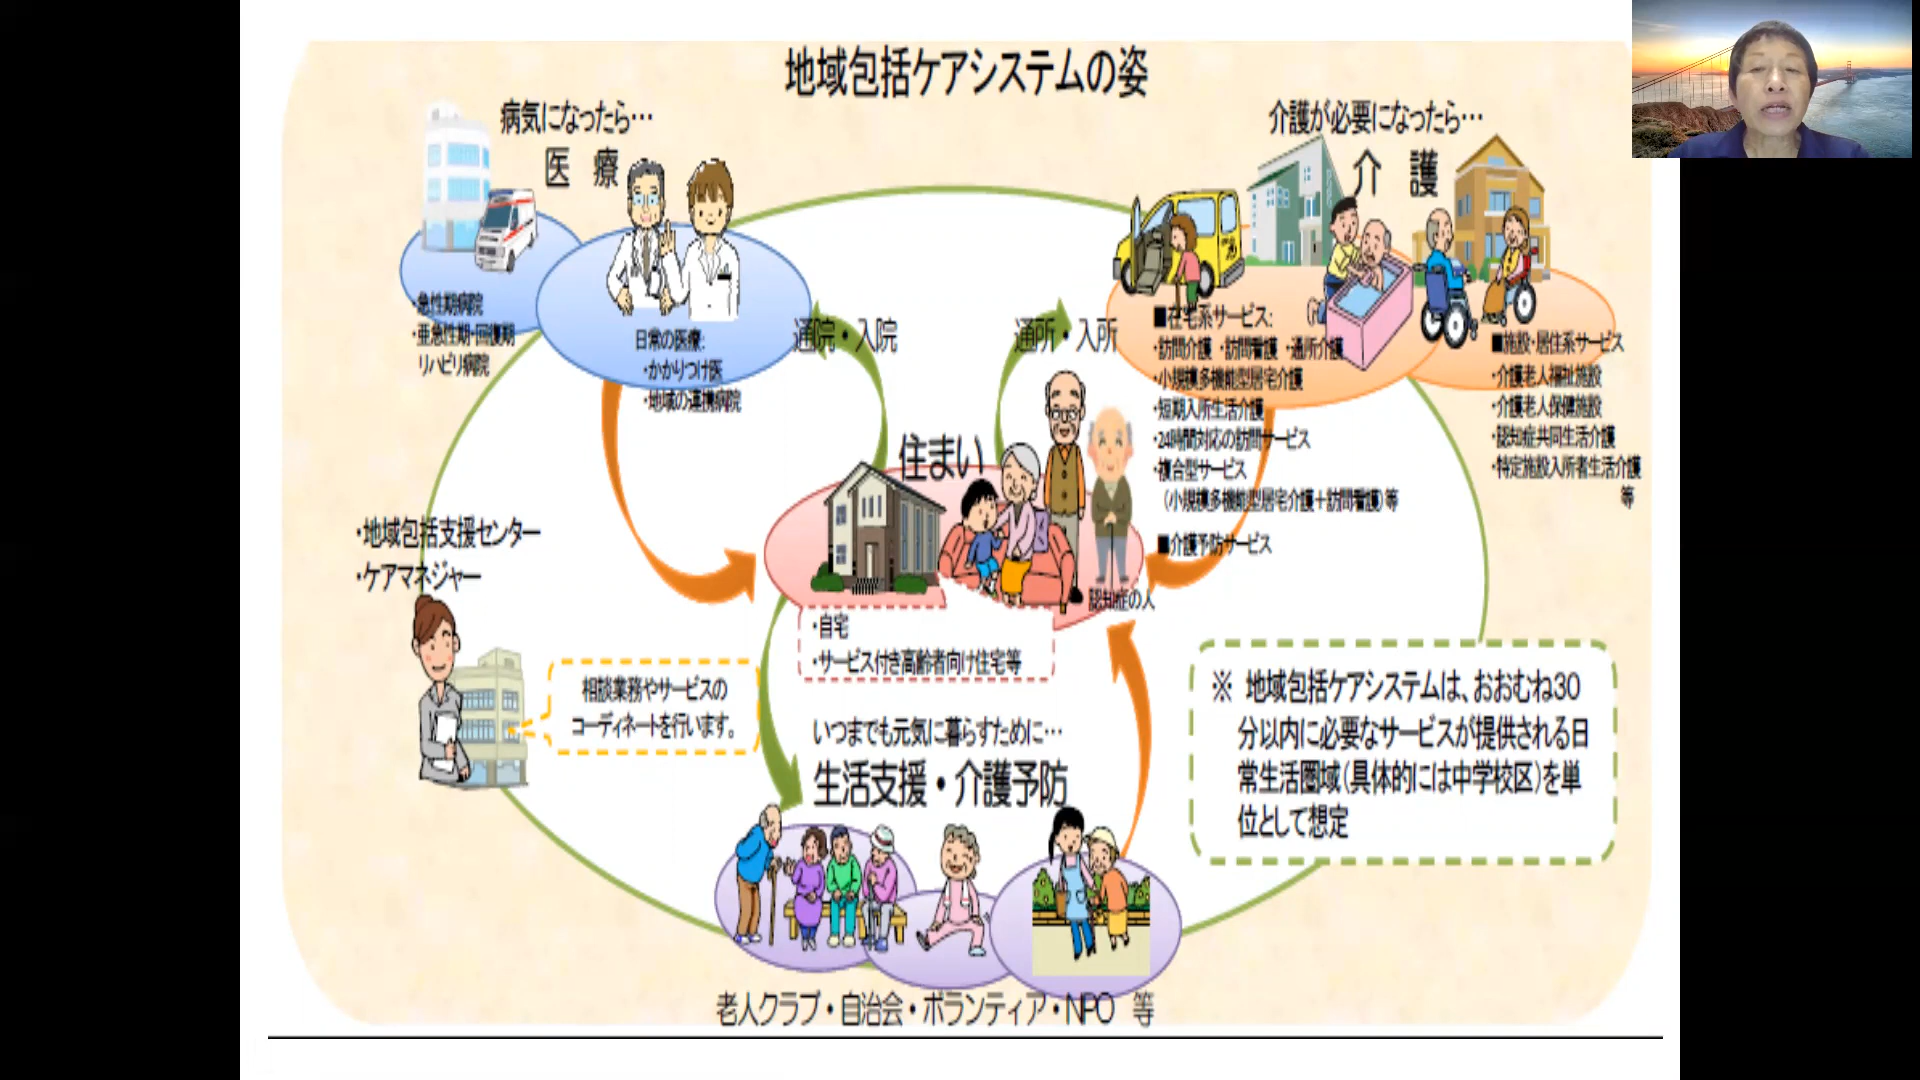 地域包括ケアシステムの姿
病気になったら…
医 療
・急性期病院
・亜急性期・回復期
リハビリ病院
日常の医療:
・かかりつけ医
・地域の連携病院
通院・入院
通所・入所
介護が必要になったら…
介 護
■在宅系サービス:
・訪問介護 ・訪問看護 ・通所介護
・小規模多機能型居宅介護
・短期入所生活介護
・24時間対応の訪問サービス
・複合型サービス
(小規模多機能型居宅介護+訪問看護)等
■介護予防サービス
■施設・居住系サービス
・介護老人福祉施設
・介護老人保健施設
・認知症共同生活介護
・特定施設入所者生活介護
等
住まい
認知症の人
・自宅
・サービス付き高齢者向け住宅等
・地域包括支援センター
・ケアマネジャー
相談業務やサービスの
コーディネートを行います。
いつまでも元気に暮らすために…
生活支援・介護予防
老人クラブ・自治会・ボランティア・NPO 等
※ 地域包括ケアシステムは、おおむね30
分以内に必要なサービスが提供される日
常生活圏域(具体的には中学校区)を単
位として想定